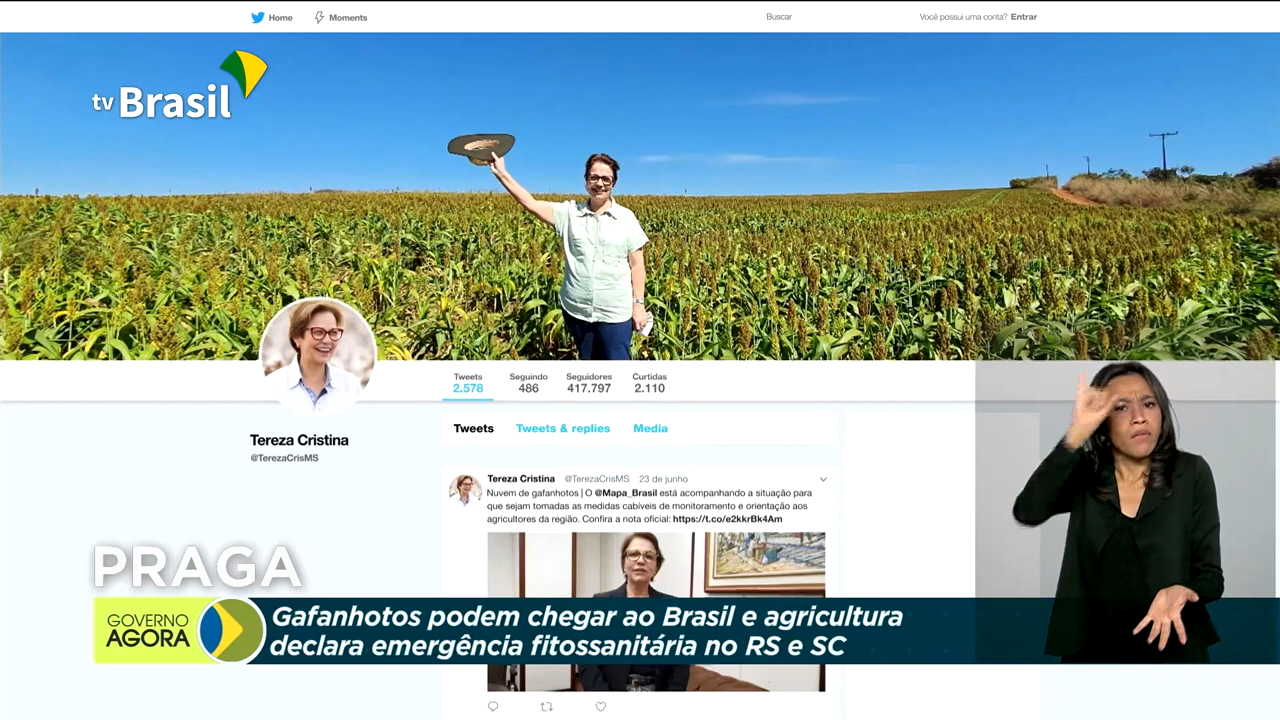 Home
Moments
Buscar
Você possui uma conta? Entrar
tv Brasil
Tweets
2.578
Seguindo
486
Seguidores
417.797
Curtidas
2.110
Tereza Cristina
@TerezaCrisMS
Tweets
Tweets & replies
Media
Tereza Cristina @TerezaCrisMS 23 de junho
Nuvem de gafanhotos | O @Mapa_Brasil está acompanhando a situação para
que sejam tomadas as medidas cabíveis de monitoramento e orientação aos
agricultores da região. Confira a nota oficial: https://t.co/e2kkrBk4Am
PRAGA
GOVERNO
AGORA
Gafanhotos podem chegar ao Brasil e agricultura
declara emergência fitossanitária no RS e SC